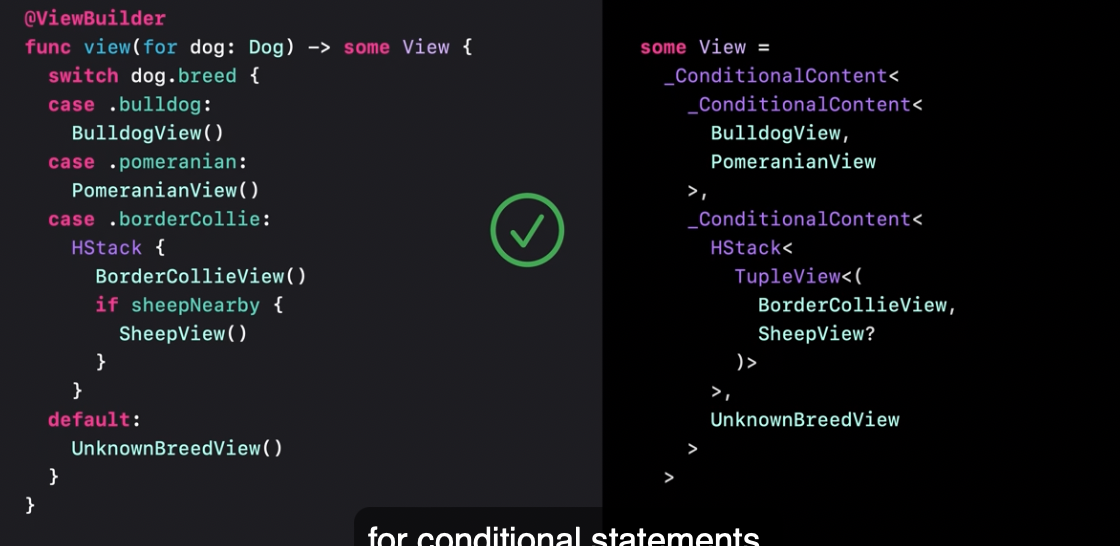 @ViewBuilder
func view(for dog: Dog) -> some View {
switch dog.breed {
case .bulldog:
BulldogView()
case .pomeranian:
PomeranianView()
case .borderCollie:
HStack {
BorderCollieView()
if sheepNearby {
SheepView()
}
}
default:
UnknownBreedView()
}
}
some View =
_ConditionalContent<
_ConditionalContent<
BulldogView,
PomeranianView
>,
_ConditionalContent<
HStack<
TupleView<(
BorderCollieView,
SheepView?
)>
>,
UnknownBreedView
>
>
for conditional statements